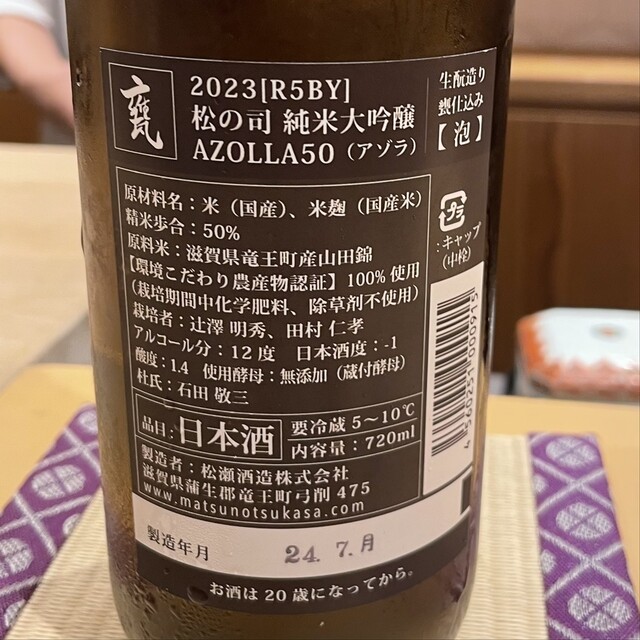 甕
2023[R5BY]
松の司 純米大吟醸
AZOLLA50（アゾラ）
生酛造り
甕仕込み
【泡】
原材料名：米（国産）、米麹（国産米）
精米歩合：50%
原料米：滋賀県竜王町産山田錦
【環境こだわり農産物認証】100%使用
（栽培期間中化学肥料、除草剤不使用）
栽培者：辻澤 明秀、田村 仁孝
アルコール分：12度 日本酒度：-1
酸度：1.4 使用酵母：無添加（蔵付酵母）
杜氏：石田 敬三
プラ
：キャップ
（中栓）
品目：日本酒
要冷蔵 5～10℃
内容量：720ml
製造者：松瀬酒造株式会社
滋賀県蒲生郡竜王町弓削 475
www.matsunotsukasa.com
4 560251 000915
製造年月
24. 7. 月
お酒は20歳になってから。